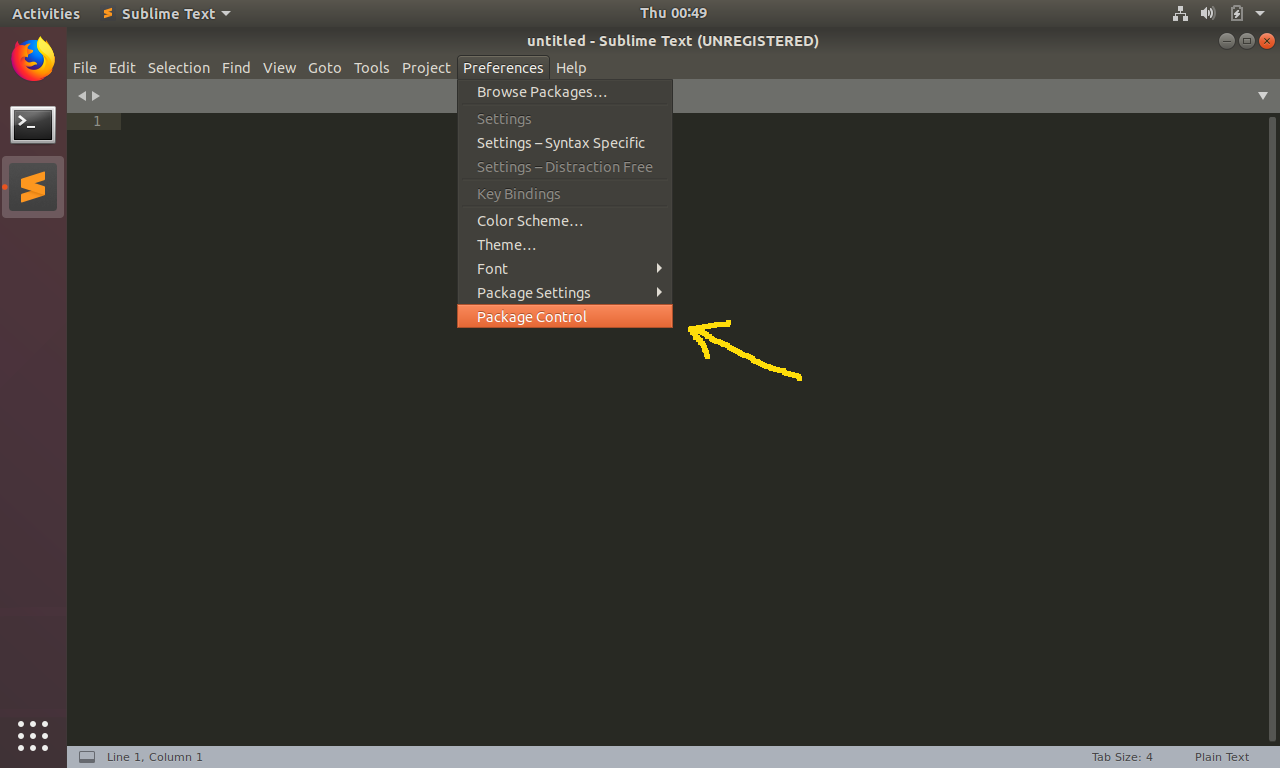 Activities Sublime Text Thu 00:49
untitled - Sublime Text (UNREGISTERED)
File Edit Selection Find View Goto Tools Project Preferences Help
Browse Packages…
1
Settings
Settings – Syntax Specific
Settings – Distraction Free
Key Bindings
Color Scheme…
Theme…
Font
Package Settings
Package Control
Line 1, Column 1 Tab Size: 4 Plain Text